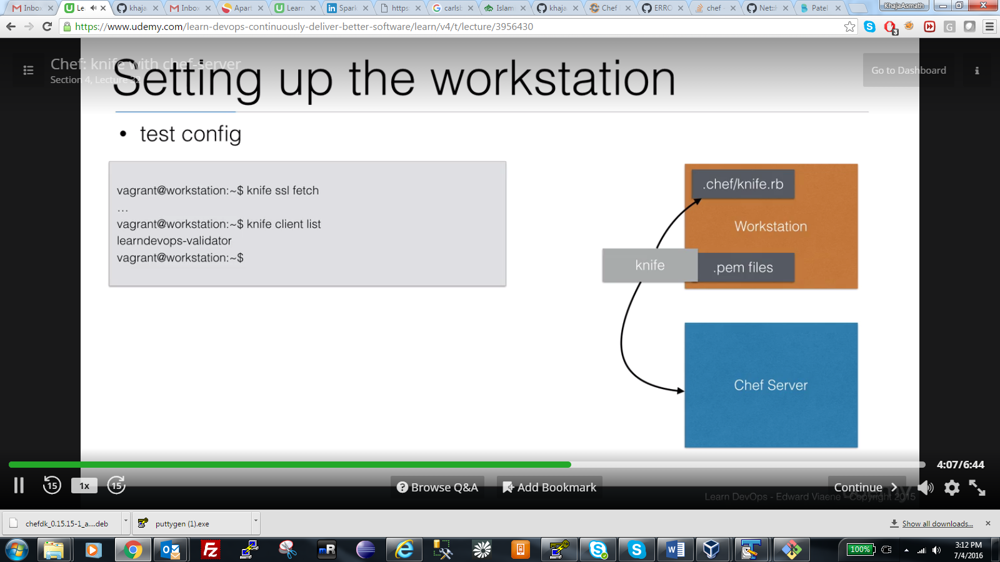 Inbox
Le
khaja
Inbox
Apart
Learn
Spark
https:
carlsb
Islam
khaja
Chef
ERRO
chef
Net::H
Patel
KhajaAsmath
https://www.udemy.com/learn-devops-continuously-deliver-better-software/learn/v4/t/lecture/3956430
3
G
Chef: knife with chef-server
Section 4, Lecture 32
Go to Dashboard
Setting up the workstation
• test config
vagrant@workstation:~$ knife ssl fetch
...
vagrant@workstation:~$ knife client list
learndevops-validator
vagrant@workstation:~$
.chef/knife.rb
Workstation
knife
.pem files
Chef Server
4:07/6:44
15
1x
15
Browse Q&A
Add Bookmark
Continue
Learn DevOps - Edward Viaene - Copyright 2015
chefdk_0.15.15-1_a....deb
puttygen (1).exe
Show all downloads...
100%
3:12 PM
7/4/2016